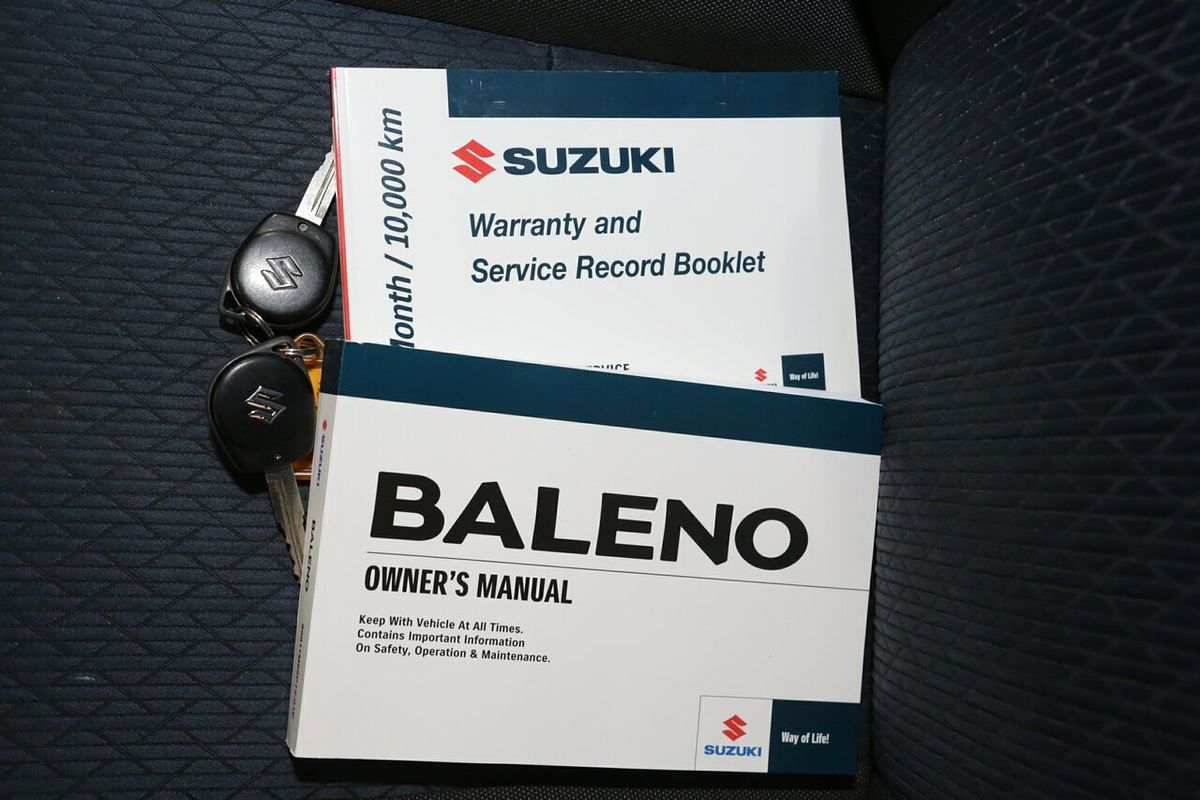 SUZUKI
Warranty and
Service Record Booklet
/ 10,000 km
Way of Life!
BALENO
OWNER'S MANUAL
Keep With Vehicle At All Times.
Contains Important Information
On Safety, Operation & Maintenance.
SUZUKI
Way of Life!
SUZUKI
BALENO